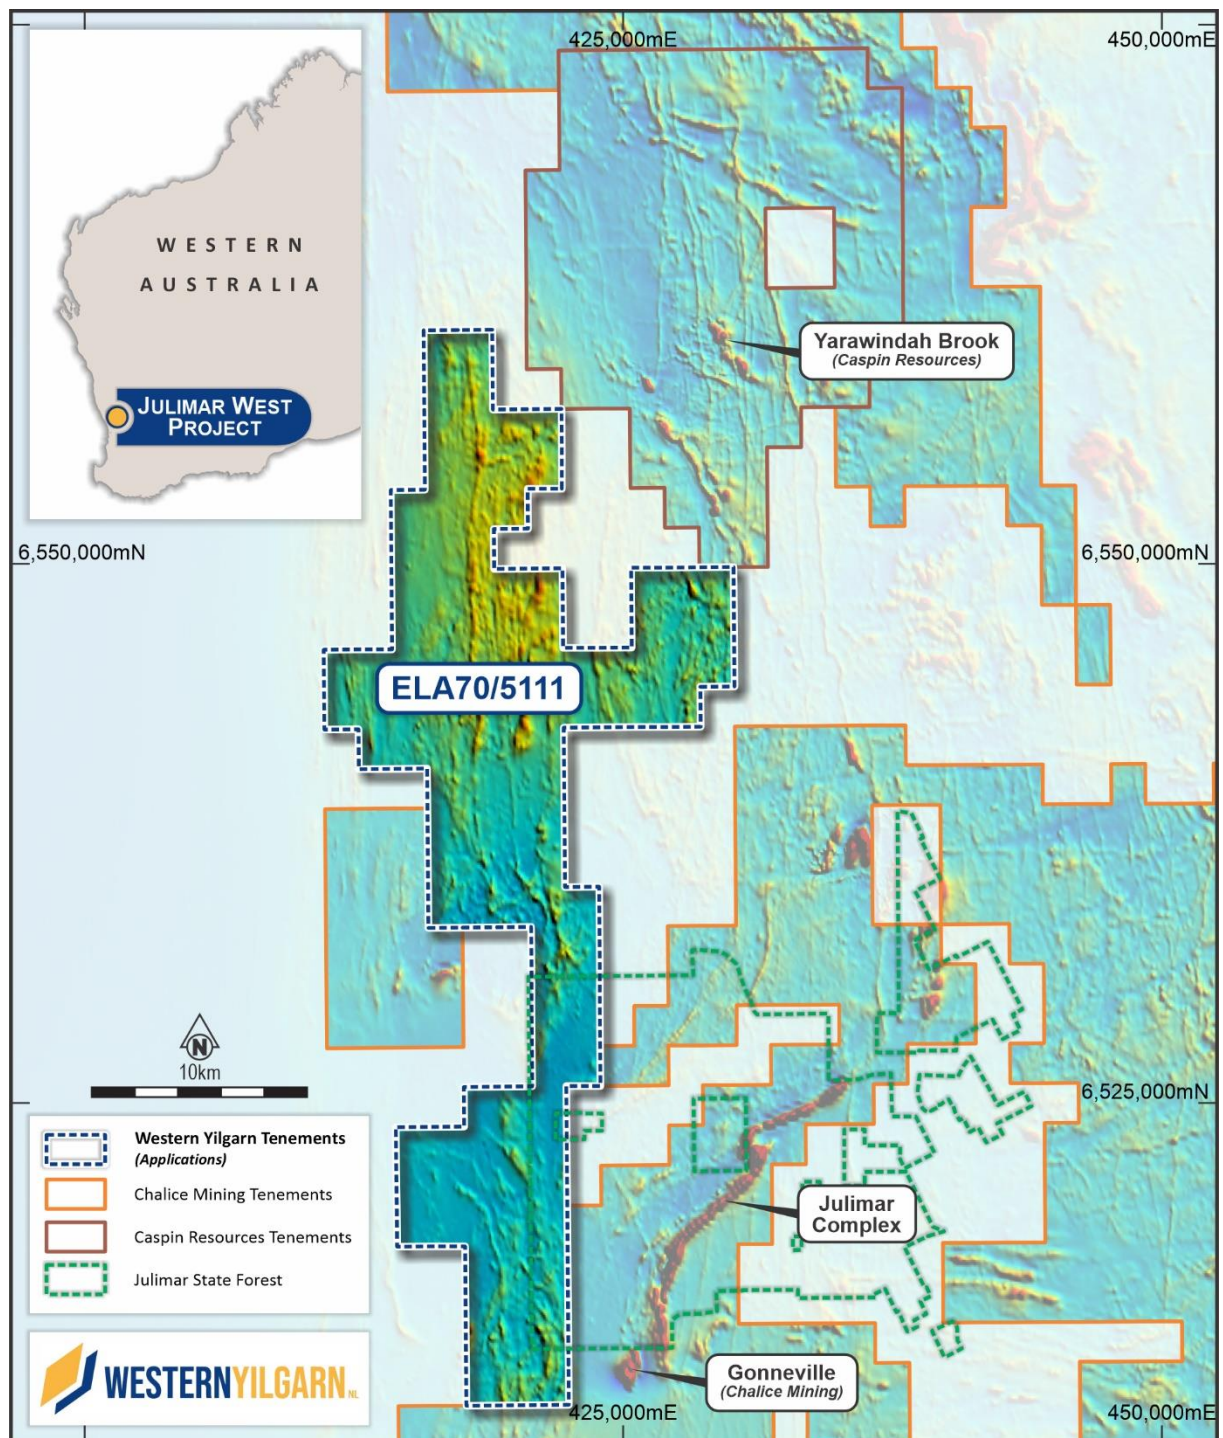 425,000mE
450,000mE
WESTERN
AUSTRALIA
JULIMAR WEST
PROJECT
Yarawindah Brook
(Caspin Resources)
6,550,000mN
6,550,000mN
ELA70/5111
N
10km
6,525,000mN
Western Yilgarn Tenements
(Applications)
Chalice Mining Tenements
Caspin Resources Tenements
Julimar State Forest
Julimar
Complex
Gonneville
(Chalice Mining)
WESTERNYILGARN NL
425,000mE
450,000mE